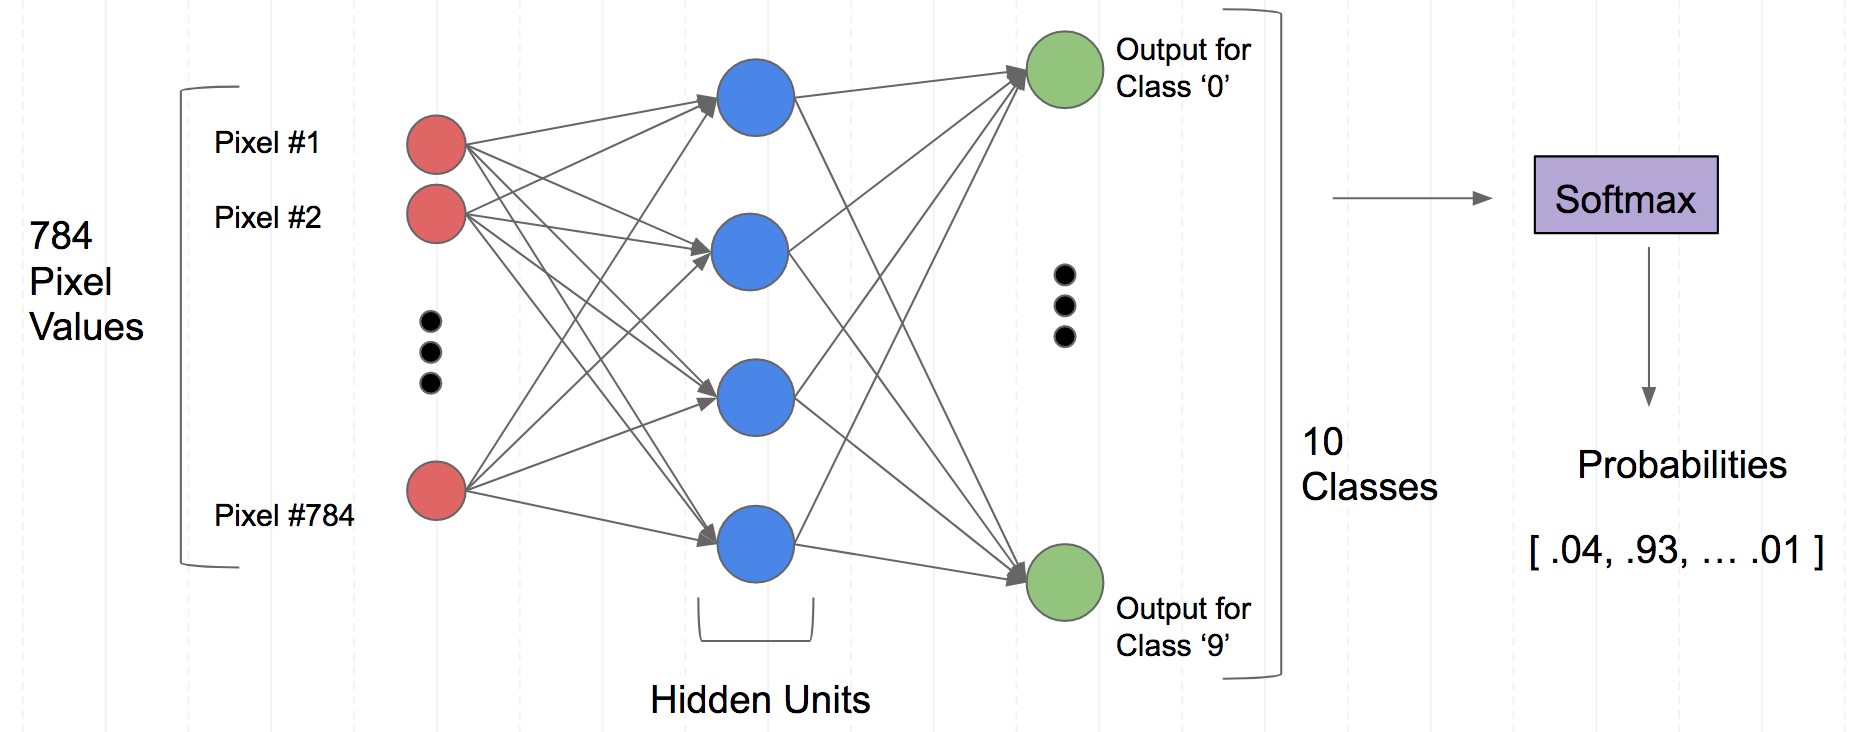 784
Pixel
Values
Pixel #1
Pixel #2
Pixel #784
Hidden Units
Output for
Class ‘0’
Output for
Class ‘9’
10
Classes
Softmax
Probabilities
[ .04, .93, … .01 ]